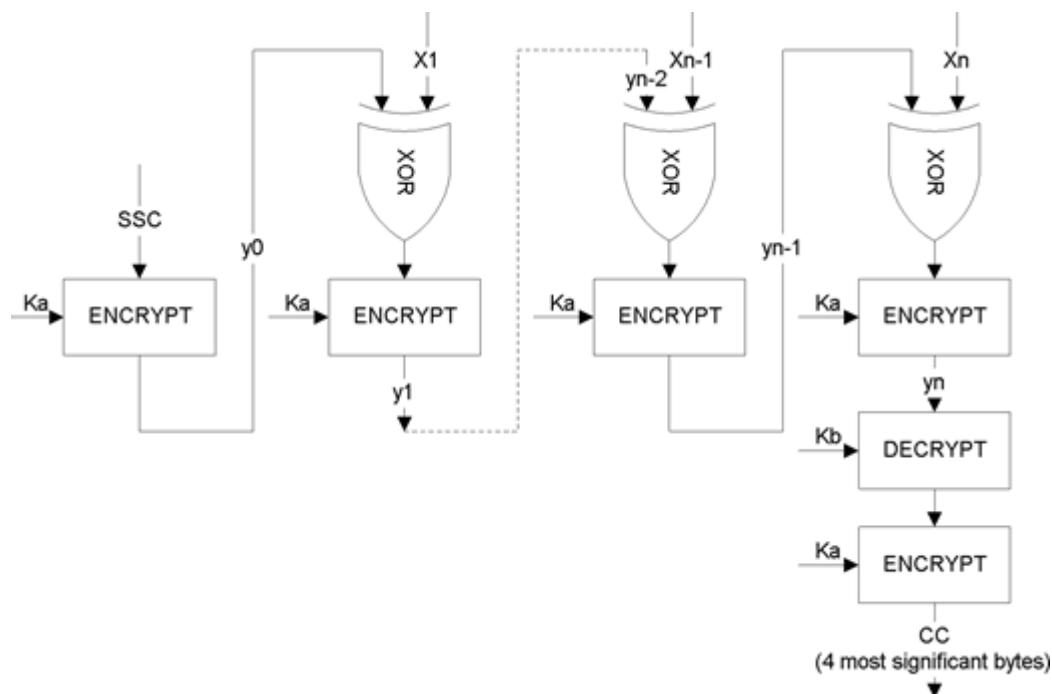 X1
Xn-1
Xn
yn-2
XOR
XOR
XOR
SSC
y0
yn-1
Ka
ENCRYPT
Ka
ENCRYPT
Ka
ENCRYPT
Ka
ENCRYPT
y1
yn
Kb
DECRYPT
Ka
ENCRYPT
CC
(4 most significant bytes)